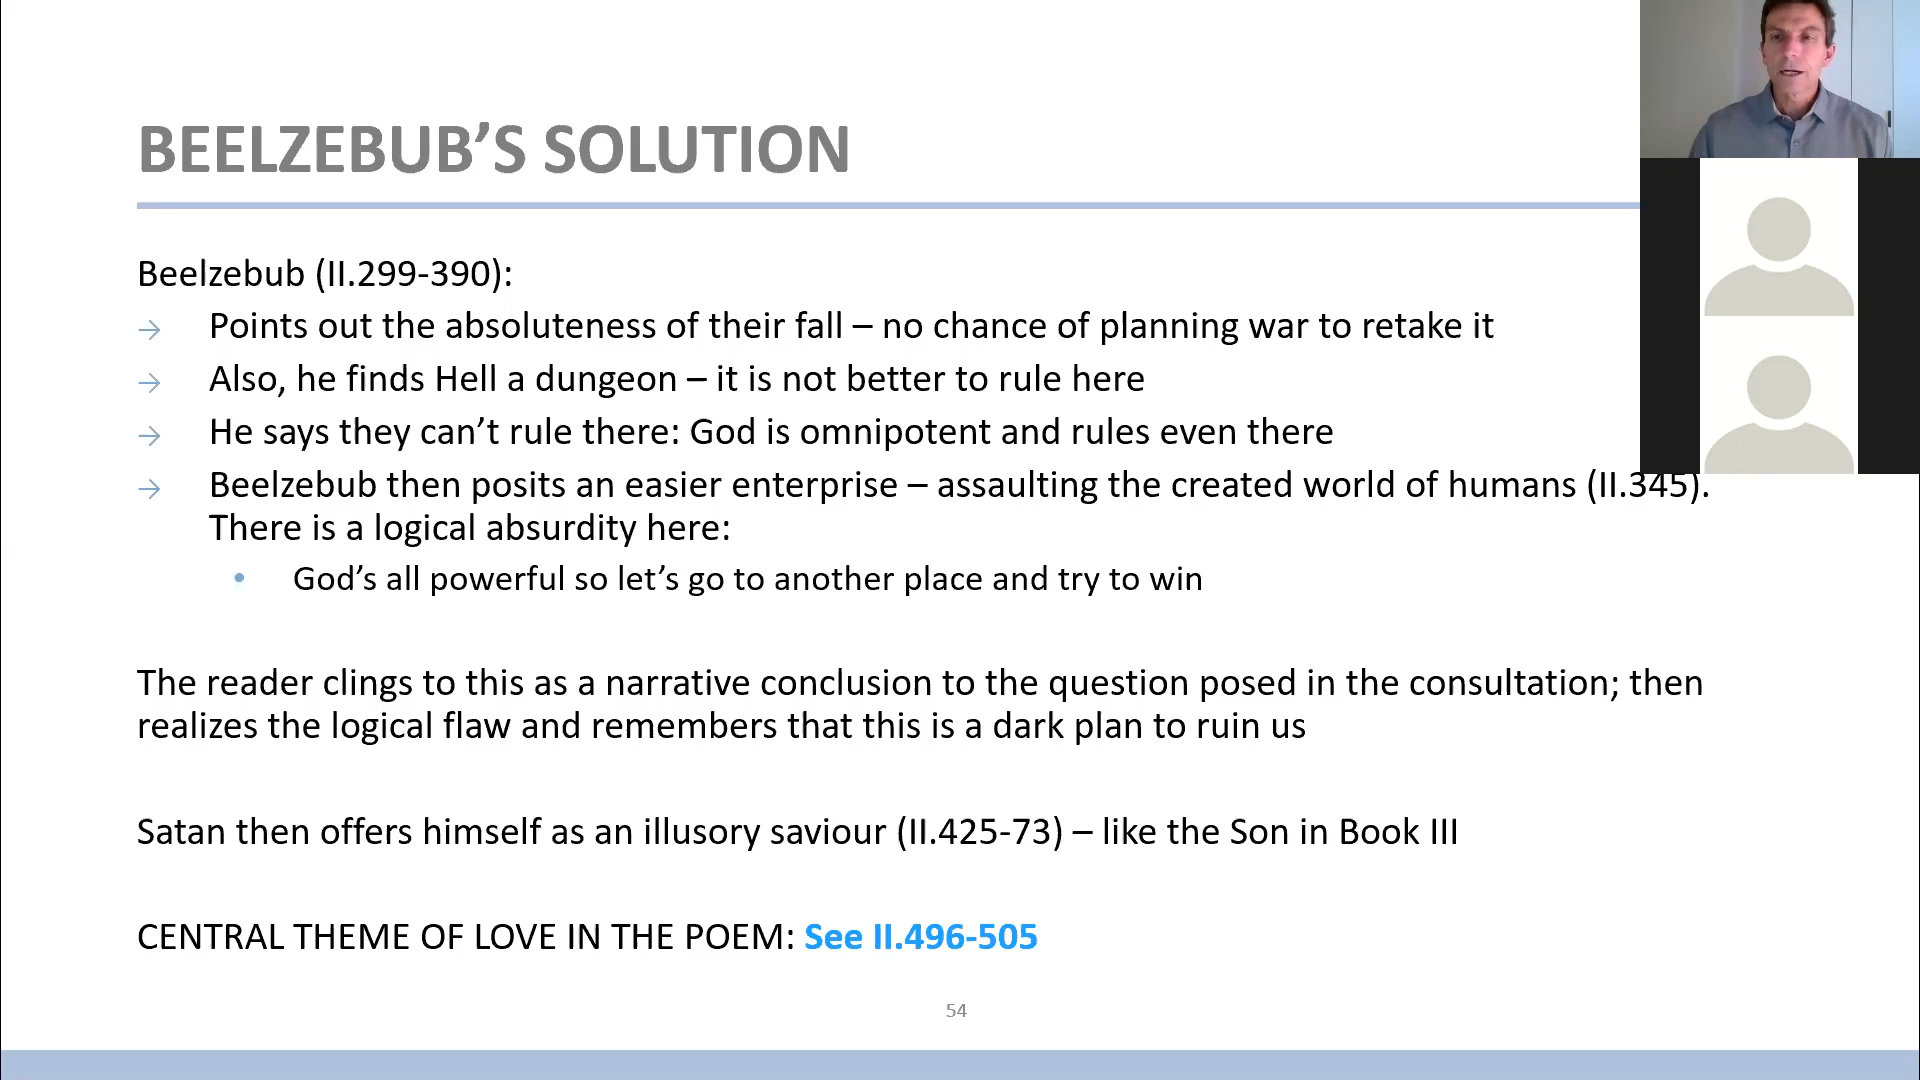 BEELZEBUB’S SOLUTION
Beelzebub (II.299-390):
→ Points out the absoluteness of their fall – no chance of planning war to retake it
→ Also, he finds Hell a dungeon – it is not better to rule here
→ He says they can’t rule there: God is omnipotent and rules even there
→ Beelzebub then posits an easier enterprise – assaulting the created world of humans (II.345).
There is a logical absurdity here:
• God’s all powerful so let’s go to another place and try to win
The reader clings to this as a narrative conclusion to the question posed in the consultation; then
realizes the logical flaw and remembers that this is a dark plan to ruin us
Satan then offers himself as an illusory saviour (II.425-73) – like the Son in Book III
CENTRAL THEME OF LOVE IN THE POEM: See II.496-505
54